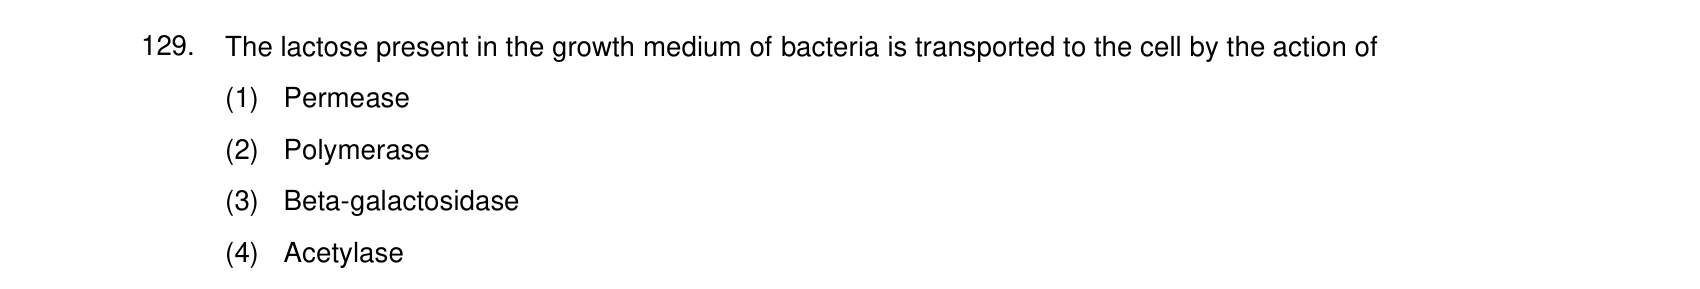 129. The lactose present in the growth medium of bacteria is transported to the cell by the action of
(1) Permease
(2) Polymerase
(3) Beta-galactosidase
(4) Acetylase